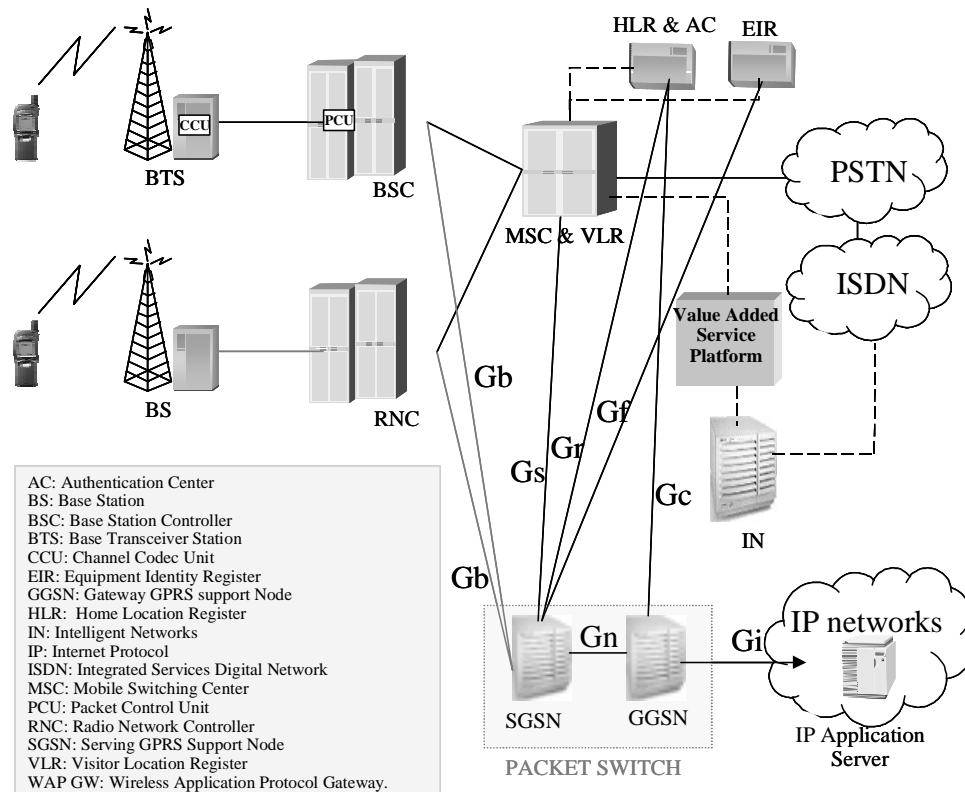 HLR & AC
EIR
CCU
PCU
BTS
BSC
PSTN
MSC & VLR
ISDN
Value Added
Service
Platform
BS
RNC
Gb
Gf
Gr
Gs
Gc
IN
Gb
AC: Authentication Center
BS: Base Station
BSC: Base Station Controller
BTS: Base Transceiver Station
CCU: Channel Codec Unit
EIR: Equipment Identity Register
GGSN: Gateway GPRS support Node
HLR: Home Location Register
IN: Intelligent Networks
IP: Internet Protocol
ISDN: Integrated Services Digital Network
MSC: Mobile Switching Center
PCU: Packet Control Unit
RNC: Radio Network Controller
SGSN: Serving GPRS Support Node
VLR: Visitor Location Register
WAP GW: Wireless Application Protocol Gateway.
Gn
Gi
IP networks
SGSN
GGSN
IP Application
Server
PACKET SWITCH